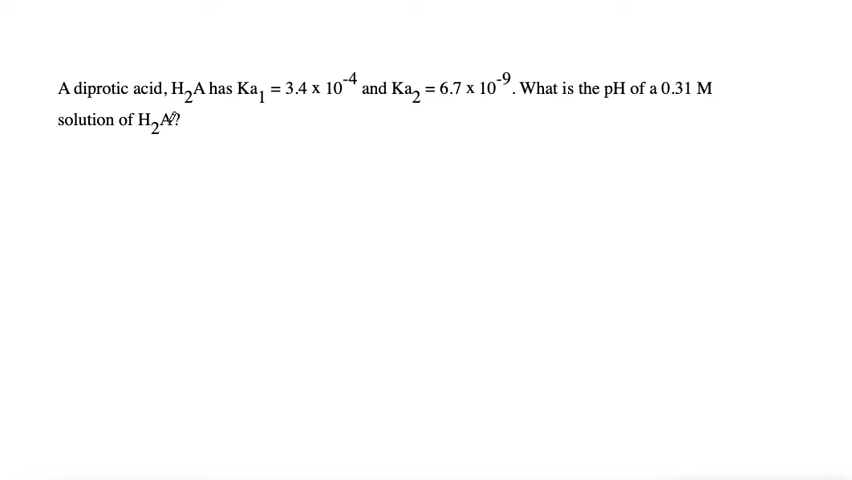 A diprotic acid, H₂A has Ka₁ = 3.4 x 10⁻⁴ and Ka₂ = 6.7 x 10⁻⁹. What is the pH of a 0.31 M
solution of H₂A?